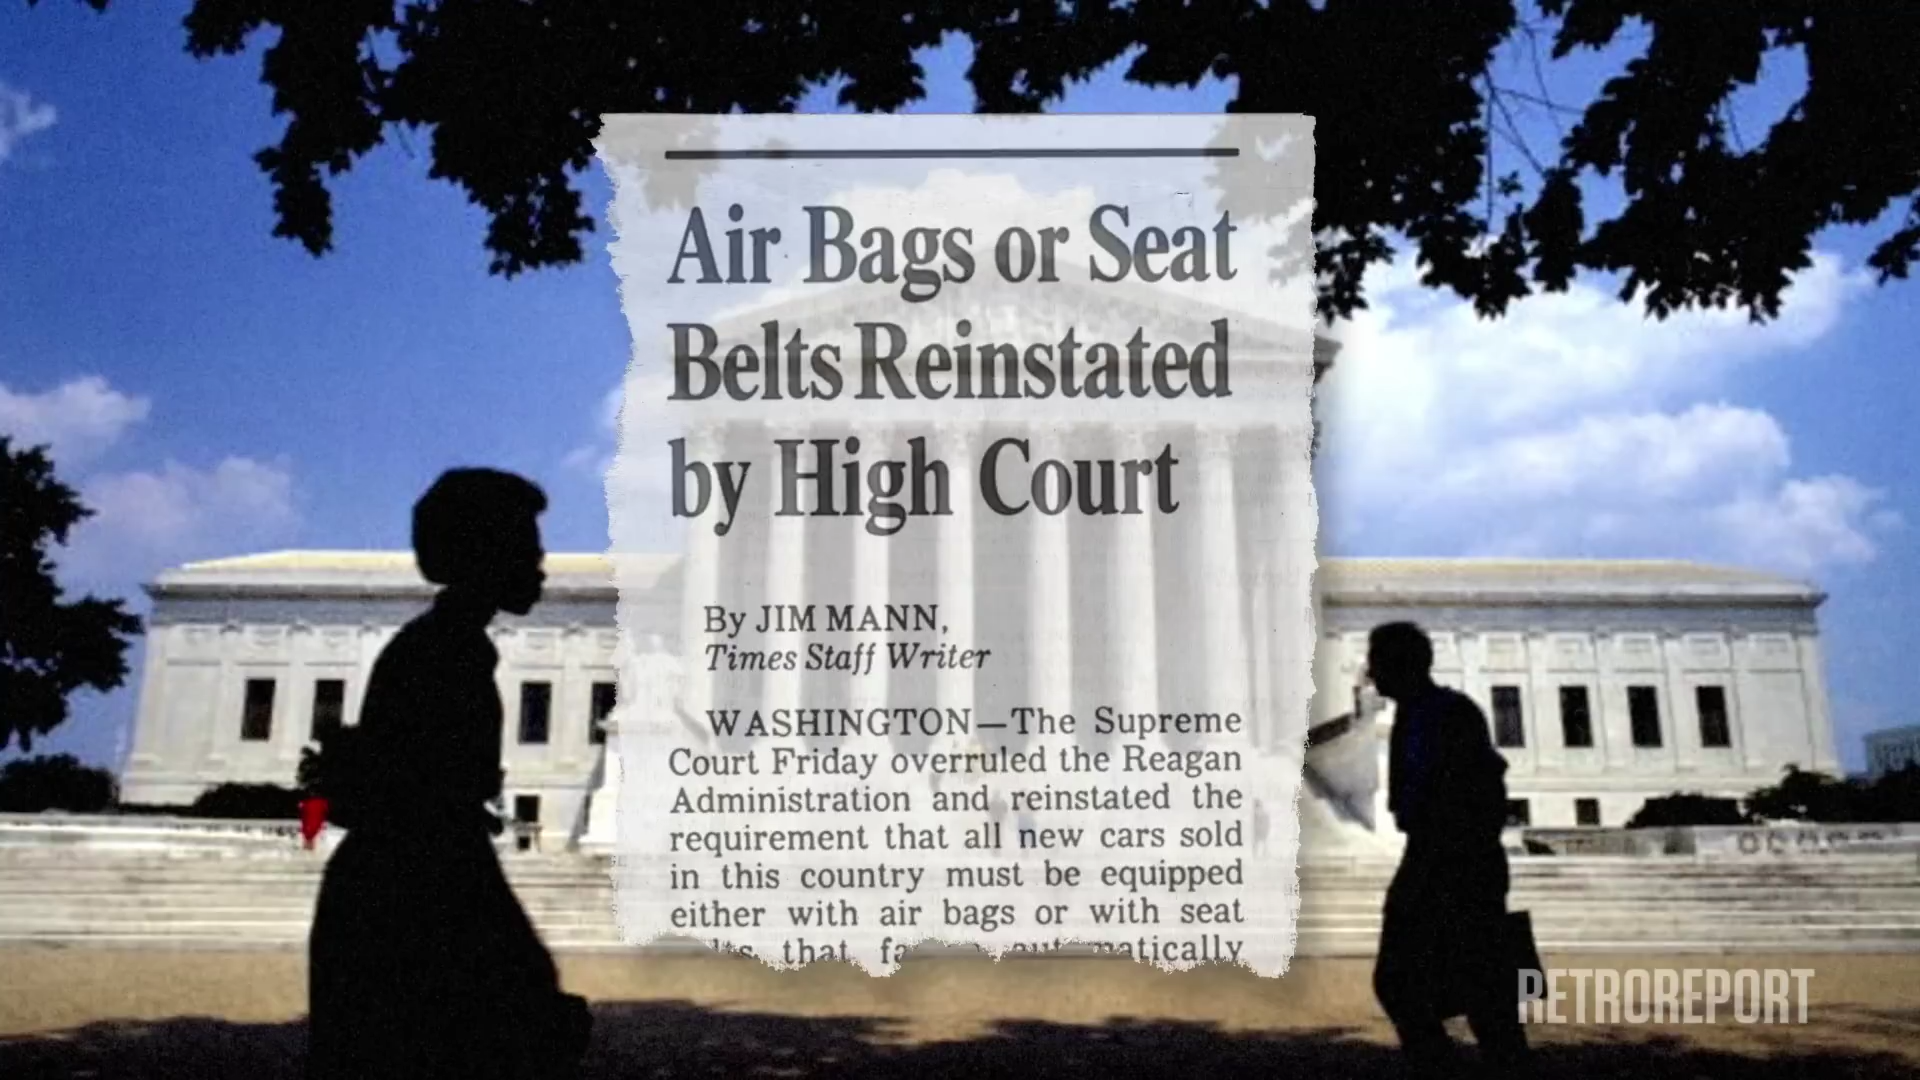 Air Bags or Seat
Belts Reinstated
by High Court
By JIM MANN,
Times Staff Writer
WASHINGTON—The Supreme
Court Friday overruled the Reagan
Administration and reinstated the
requirement that all new cars sold
in this country must be equipped
either with air bags or with seat
that automatically
RETROREPORT